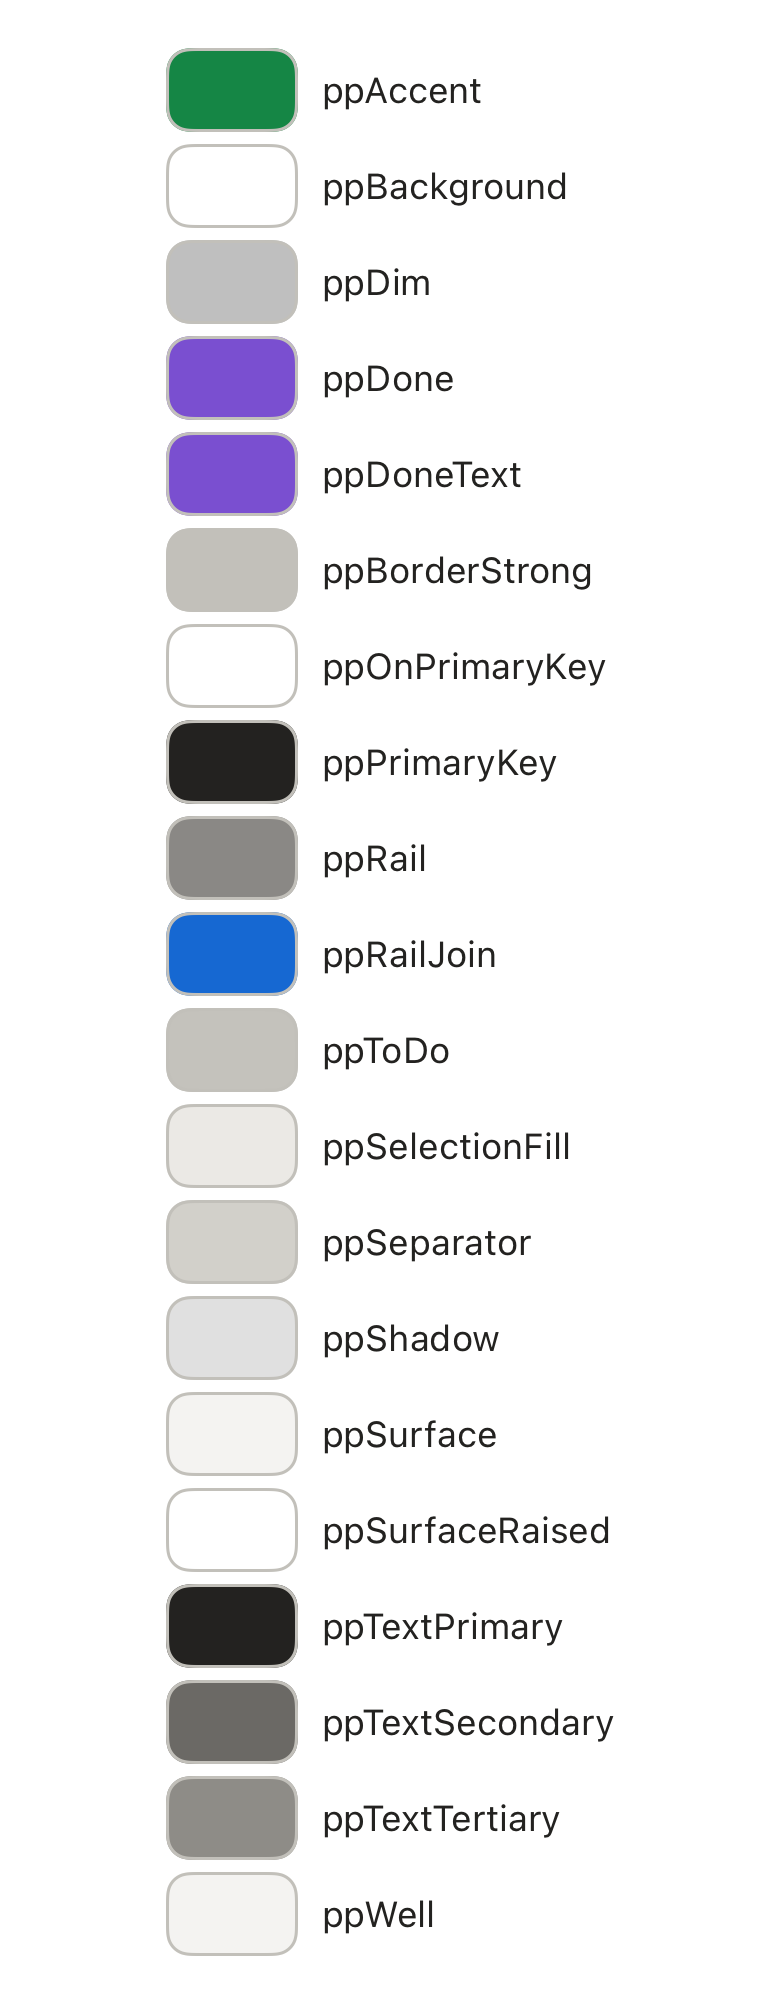 ppAccent
ppBackground
ppDim
ppDone
ppDoneText
ppBorderStrong
ppOnPrimaryKey
ppPrimaryKey
ppRail
ppRailJoin
ppToDo
ppSelectionFill
ppSeparator
ppShadow
ppSurface
ppSurfaceRaised
ppTextPrimary
ppTextSecondary
ppTextTertiary
ppWell